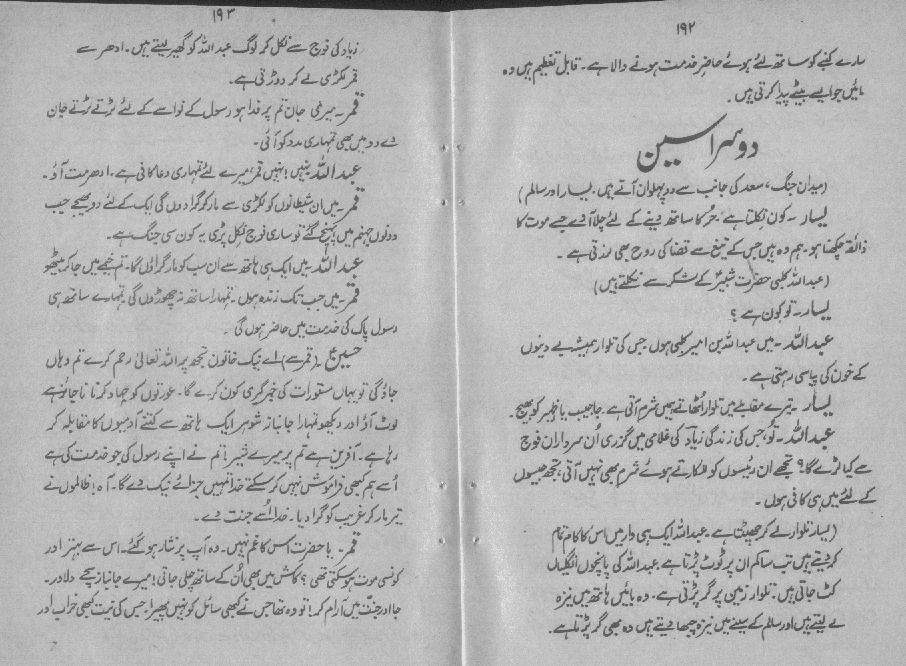 ۱۹۲
سارے کنبے کو ساتھ لئے ہوئے حاضرِ خدمت ہونے والا ہے۔ قابل تعظیم ہیں وہ
مائیں جو ایسے بیٹے پیدا کرتی ہیں۔
دوسرا سین
(میدان جنگ، سعد کی جانب سے دو پہلوان آتے ہیں۔ یسار اور سالم)
یسار۔ کون نکلتا ہے حُر کا ساتھ دینے کے لئے چلا آئے جسے موت کا
ذائقہ چکھنا ہو۔ ہم وہ ہیں جس کے تیغ سے قضا کی روح بھی لرزتی ہے۔
(عبداللہ کلبی حضرت شبیرؑ کے لشکر سے نکلتے ہیں)
یسار۔ تو کون ہے؟
عبداللہ۔ میں عبداللہ بن امیر کلبی ہوں جس کی تلوار ہمیشہ بے دینوں
کے خون کی پیاسی رہتی ہے۔
یسار۔ تیرے مقابلے میں تلوار اٹھاتے ہمیں شرم آتی ہے۔ جا حبیب یا ظہیر کو بھیج۔
عبداللہ۔ تو، جس کی زندگی زیاد کی غلامی میں گزری اُن سردارانِ فوج
سے کیا لڑے گا؟ تجھے ان رئیسوں کو للکارتے ہوئے شرم بھی نہیں آتی، تجھ جیسوں
کے لئے میں ہی کافی ہوں۔
(یسار تلوار لے کر جھپٹتا ہے۔ عبداللہ ایک ہی وار میں اس کا کام تمام
کر دیتے ہیں تب سالم ان پر ٹوٹ پڑتا ہے عبداللہ کی پانچوں انگلیاں
کٹ جاتی ہیں۔ تلوار زمین پر گر پڑتی ہے۔ وہ بائیں ہاتھ میں نیزہ
لے لیتے ہیں اور سالم کے سینے میں نیزہ چبھا دیتے ہیں وہ بھی گر پڑتا ہے۔
۱۹۳
زیاد کی فوج سے نکل کر لوگ عبداللہ کو گھیر لیتے ہیں۔ ادھر سے
قمر لکڑی لے کر دوڑتی ہے۔
قمر۔ میری جان تم پر فدا ہو رسول کے نواسے کے لئے لڑتے لڑتے جان
دے دو میں بھی تمہاری مدد کو آئی۔
عبداللہ۔ نہیں! نہیں قمر، میرے لئے تمہاری دعا کافی ہے۔ ادھر مت آؤ۔
قمر۔ میں ان شیطانوں کو لکڑی سے مار کر گرا دوں گی ایک کے لئے دو بھیجے جب
دونوں جہنم میں پہنچ گئے تو ساری فوج نکل پڑی یہ کون سی جنگ ہے۔
عبداللہ۔ میں ایک ہی ہاتھ سے ان سب کو مار گراؤں گا۔ تم خیمے میں جا کر بیٹھو
قمر۔ میں جب تک زندہ ہوں۔ تمہارا ساتھ نہ چھوڑوں گی تمہارے ساتھ ہی
رسول پاک کی خدمت میں حاضر ہوں گی۔
حسینؑ۔ (قمر سے) اے نیک خاتون تجھ پر اللہ تعالیٰ رحم کرے تم وہاں
جاؤ گی تو یہاں مستورات کی خبر گیری کون کرے گا۔ عورتوں کو جہاد کرنا ناجائز ہے
لوٹ آؤ اور دیکھو تمہارا جانباز شوہر ایک ہاتھ سے کتنے آدمیوں کا مقابلہ کر
رہا ہے۔ آفرین ہے تم پر میرے شیر! تم نے اپنے رسول کی جو خدمت کی ہے
اُسے ہم کبھی فراموش نہیں کر سکتے خدا تمہیں جزائے نیک دے گا۔ آہ! ظالموں نے
تیر مار کر غریب کو گرا دیا۔ خدا اُسے جنت دے۔
قمر۔ یا حضرت اس کا غم نہیں۔ وہ آپ پر نثار ہو گئے۔ اس سے بہتر اور
کونسی موت ہو سکتی تھی؟ کاش میں بھی اُن کے ساتھ چلی جاتی! میرے جانباز سچے دلاور۔
جا اور جنت میں آرام کر! تو وہ تھا جس نے کبھی سائل کو نہیں پھیرا۔ جس کی نیت کبھی خراب اور